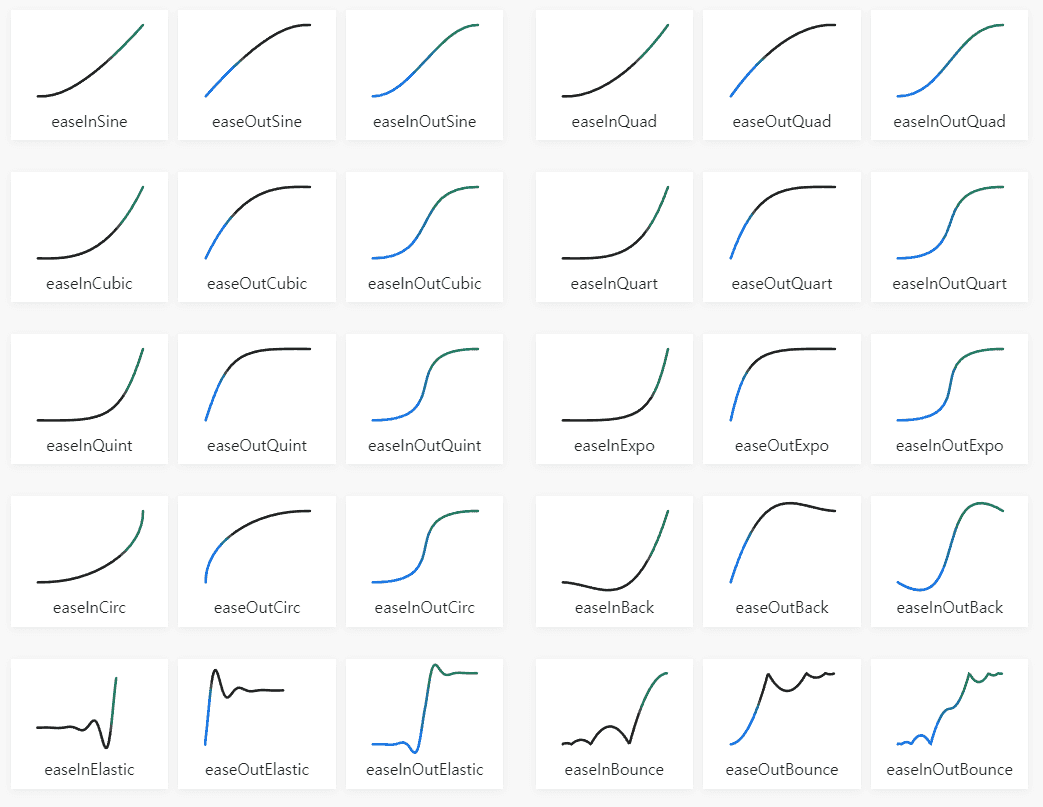 easeInSine
easeOutSine
easeInOutSine
easeInQuad
easeOutQuad
easeInOutQuad
easeInCubic
easeOutCubic
easeInOutCubic
easeInQuart
easeOutQuart
easeInOutQuart
easeInQuint
easeOutQuint
easeInOutQuint
easeInExpo
easeOutExpo
easeInOutExpo
easeInCirc
easeOutCirc
easeInOutCirc
easeInBack
easeOutBack
easeInOutBack
easeInElastic
easeOutElastic
easeInOutElastic
easeInBounce
easeOutBounce
easeInOutBounce